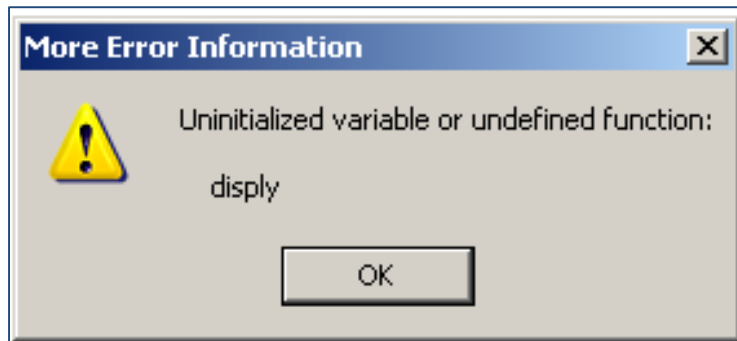 More Error Information
Uninitialized variable or undefined function:
disply
OK